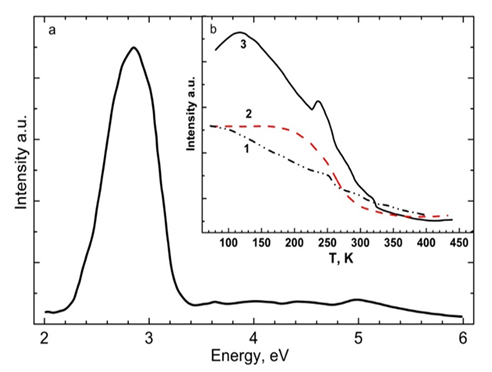 a
b
3
2
1
Intensity a.u.
100 150 200 250 300 350 400 450
T, K
Intensity a.u.
2 3 4 5 6
Energy, eV